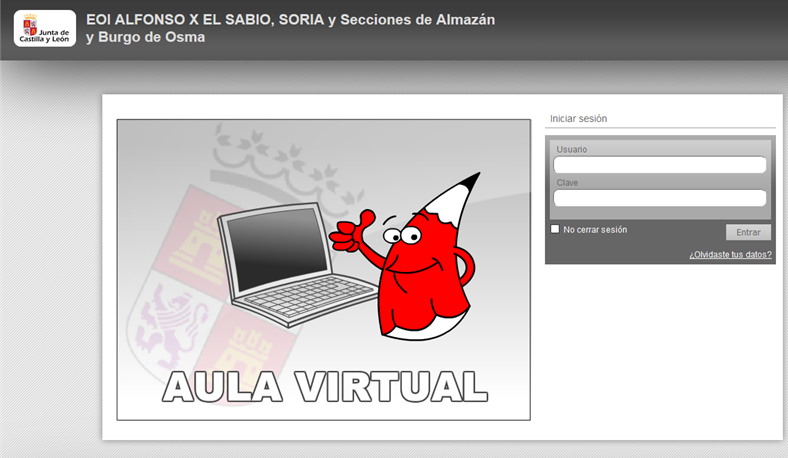 Junta de
Castilla y León
EOI ALFONSO X EL SABIO, SORIA y Secciones de Almazán
y Burgo de Osma
AULA VIRTUAL
Iniciar sesión
Usuario
Clave
No cerrar sesión
Entrar
¿Olvidaste tus datos?